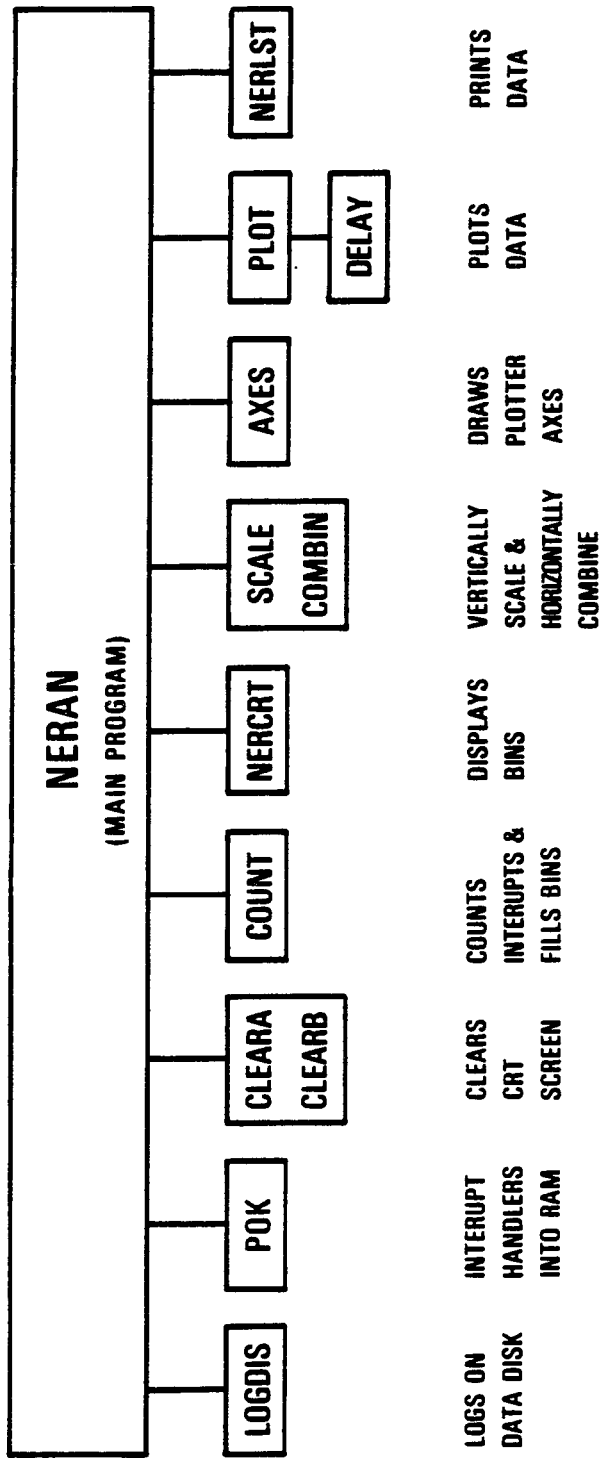 NERAN
(MAIN PROGRAM)
LOGDIS
POK
CLEARA
CLEARB
COUNT
NERCRT
SCALE
COMBIN
AXES
PLOT
DELAY
NERLST
LOGS ON
DATA DISK
INTERUPT
HANDLERS
INTO RAM
CLEARS
CRT
SCREEN
COUNTS
INTERUPTS &
FILLS BINS
DISPLAYS
BINS
VERTICALLY
SCALE &
HORIZONTALLY
COMBINE
DRAWS
PLOTTER
AXES
PLOTS
DATA
PRINTS
DATA